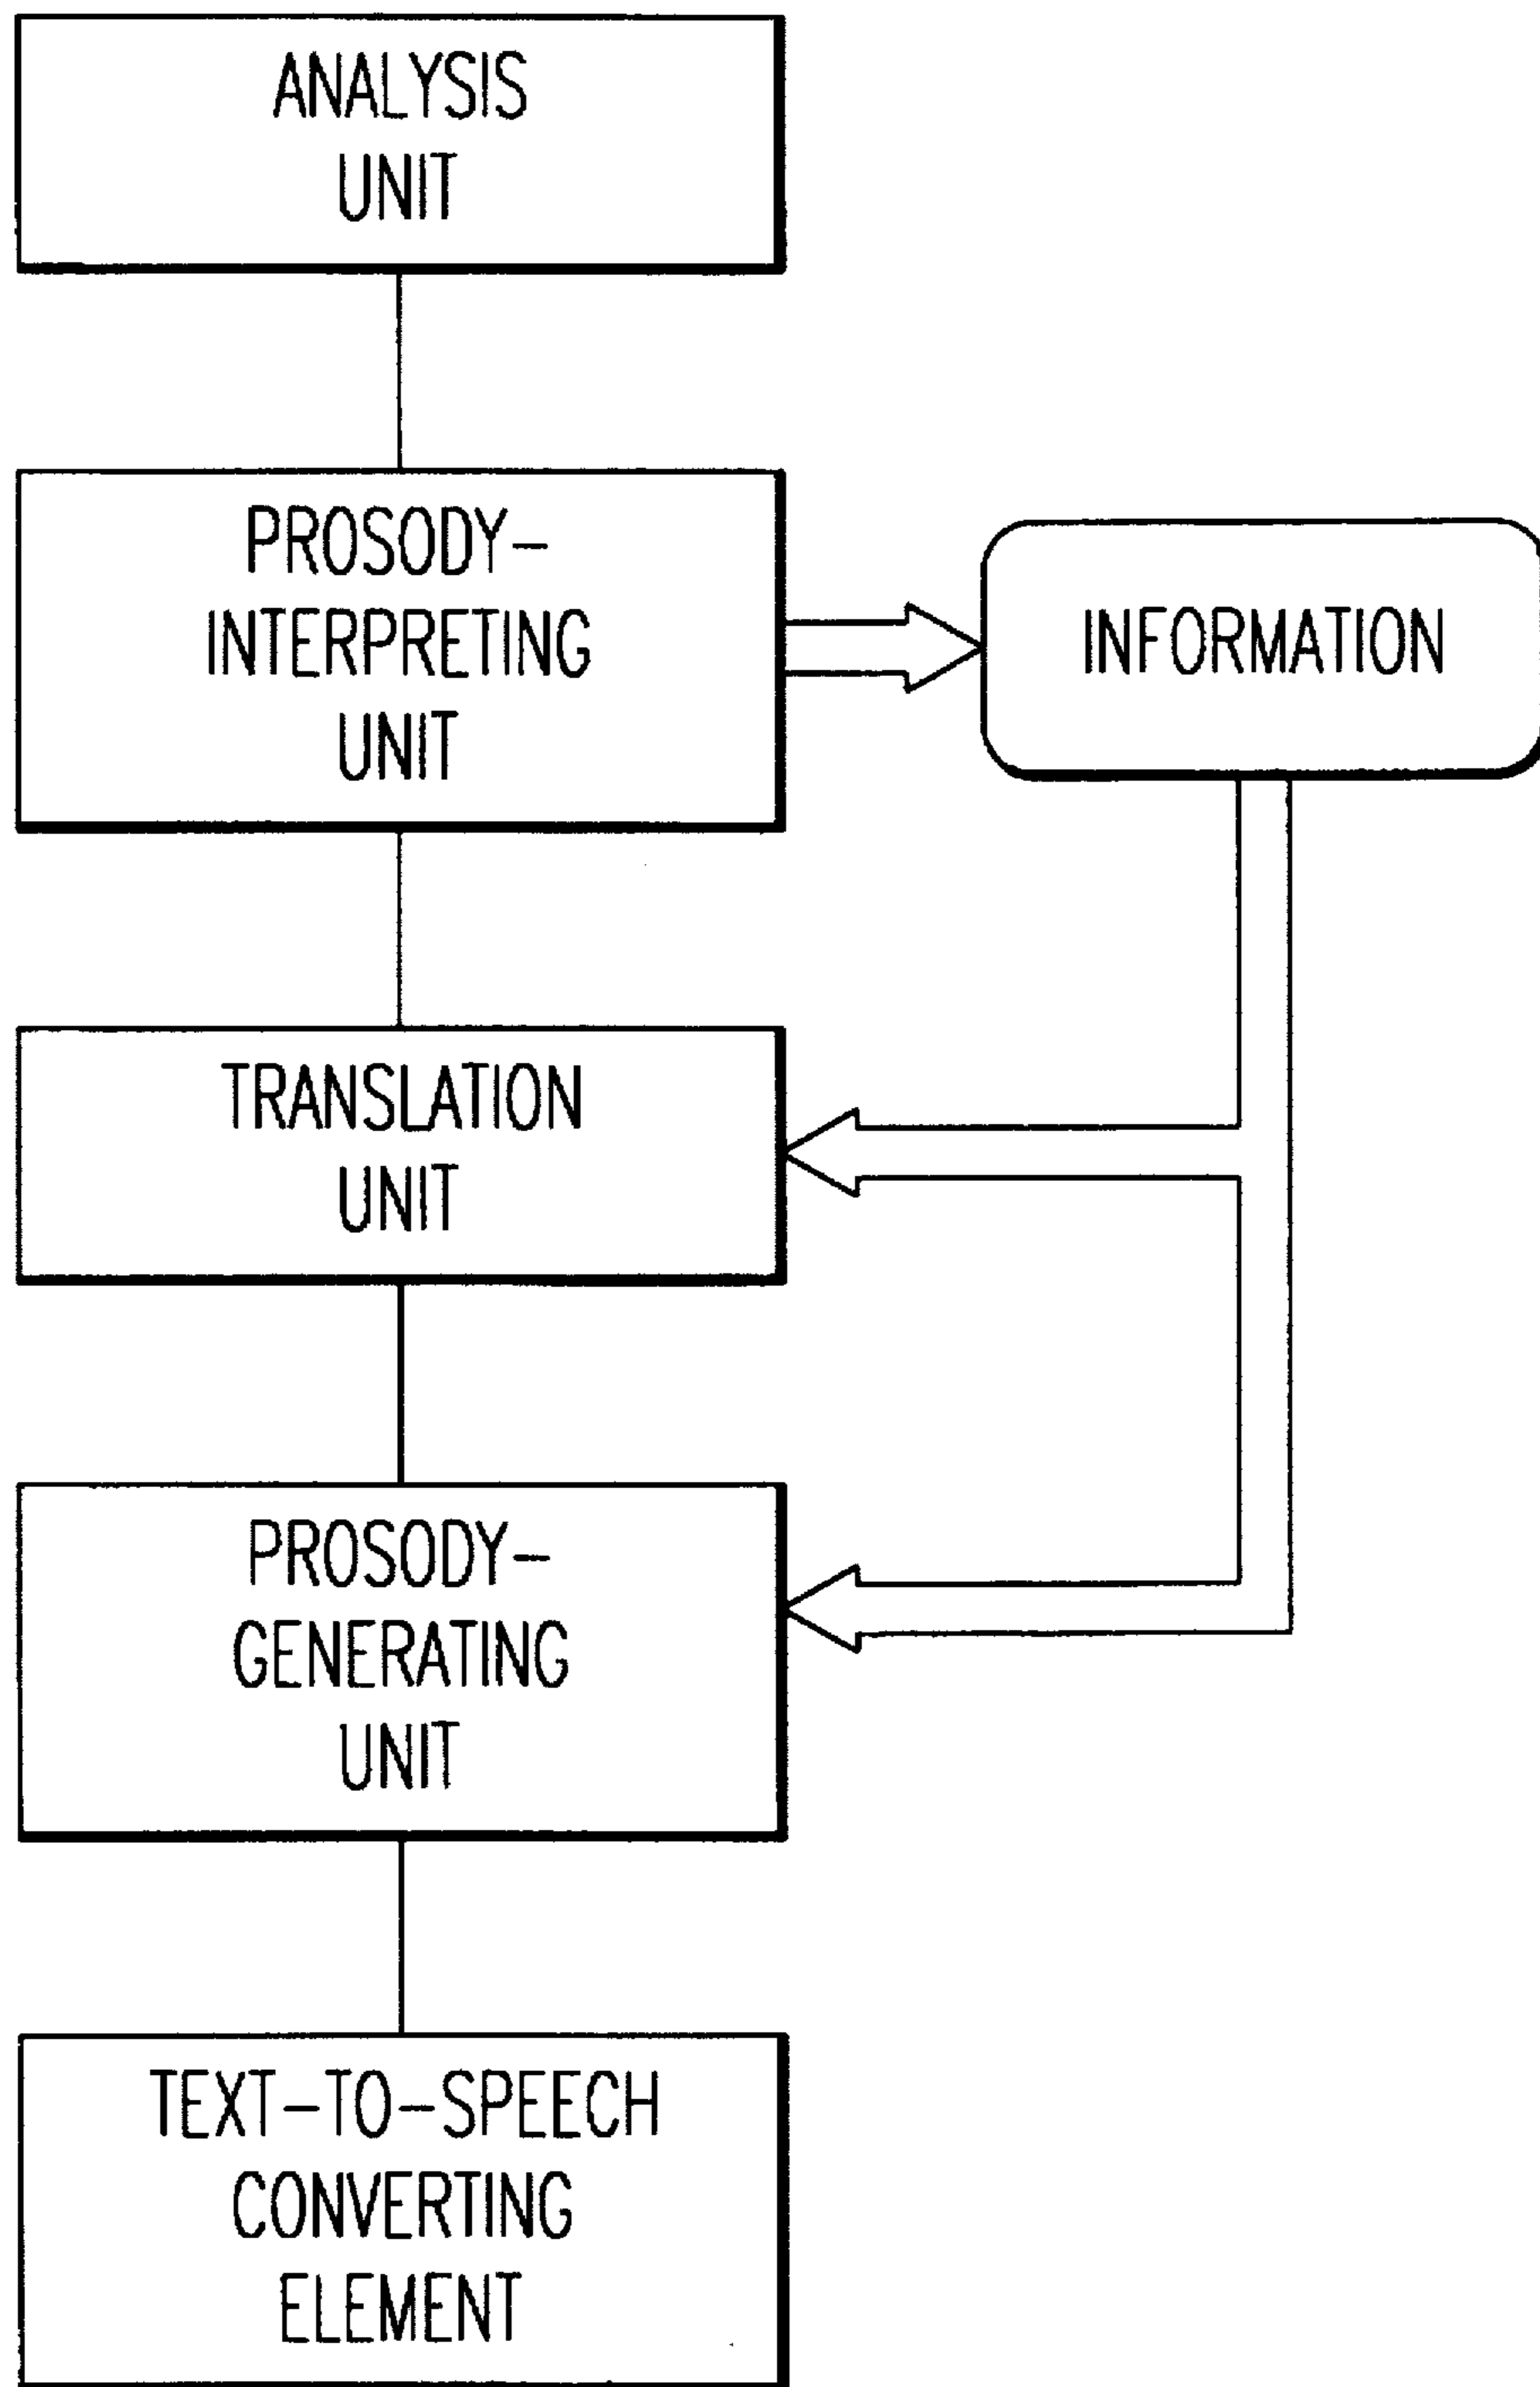 ANALYSIS
UNIT
PROSODY-
INTERPRETING
UNIT
INFORMATION
TRANSLATION
UNIT
PROSODY-
GENERATING
UNIT
TEXT-TO-SPEECH
CONVERTING
ELEMENT